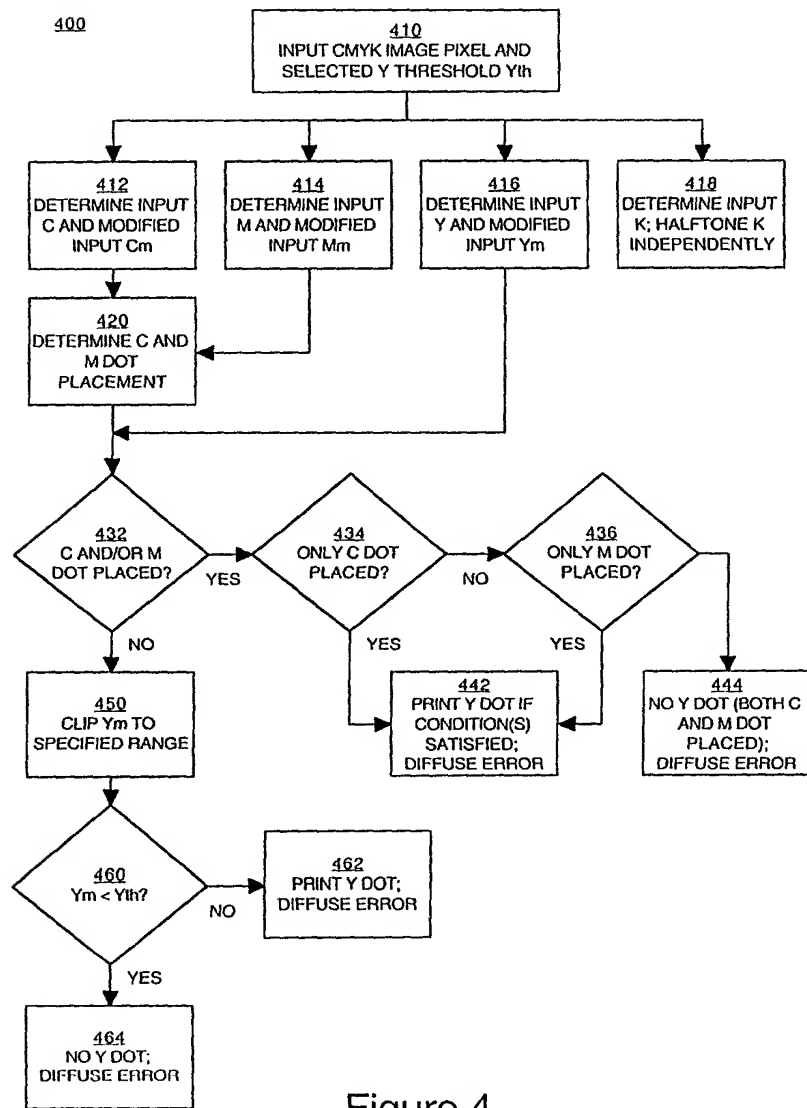 400
410
INPUT CMYK IMAGE PIXEL AND
SELECTED Y THRESHOLD Yth
412
DETERMINE INPUT
C AND MODIFIED
INPUT Cm
414
DETERMINE INPUT
M AND MODIFIED
INPUT Mm
416
DETERMINE INPUT
Y AND MODIFIED
INPUT Ym
418
DETERMINE INPUT
K; HALFTONE K
INDEPENDENTLY
420
DETERMINE C AND
M DOT
PLACEMENT
432
C AND/OR M
DOT PLACED?
YES
NO
434
ONLY C DOT
PLACED?
NO
YES
436
ONLY M DOT
PLACED?
YES
442
PRINT Y DOT IF
CONDITION(S)
SATISFIED;
DIFFUSE ERROR
444
NO Y DOT (BOTH C
AND M DOT
PLACED);
DIFFUSE ERROR
450
CLIP Ym TO
SPECIFIED RANGE
460
Ym < Yth?
NO
YES
462
PRINT Y DOT;
DIFFUSE ERROR
464
NO Y DOT;
DIFFUSE ERROR
Figure 4